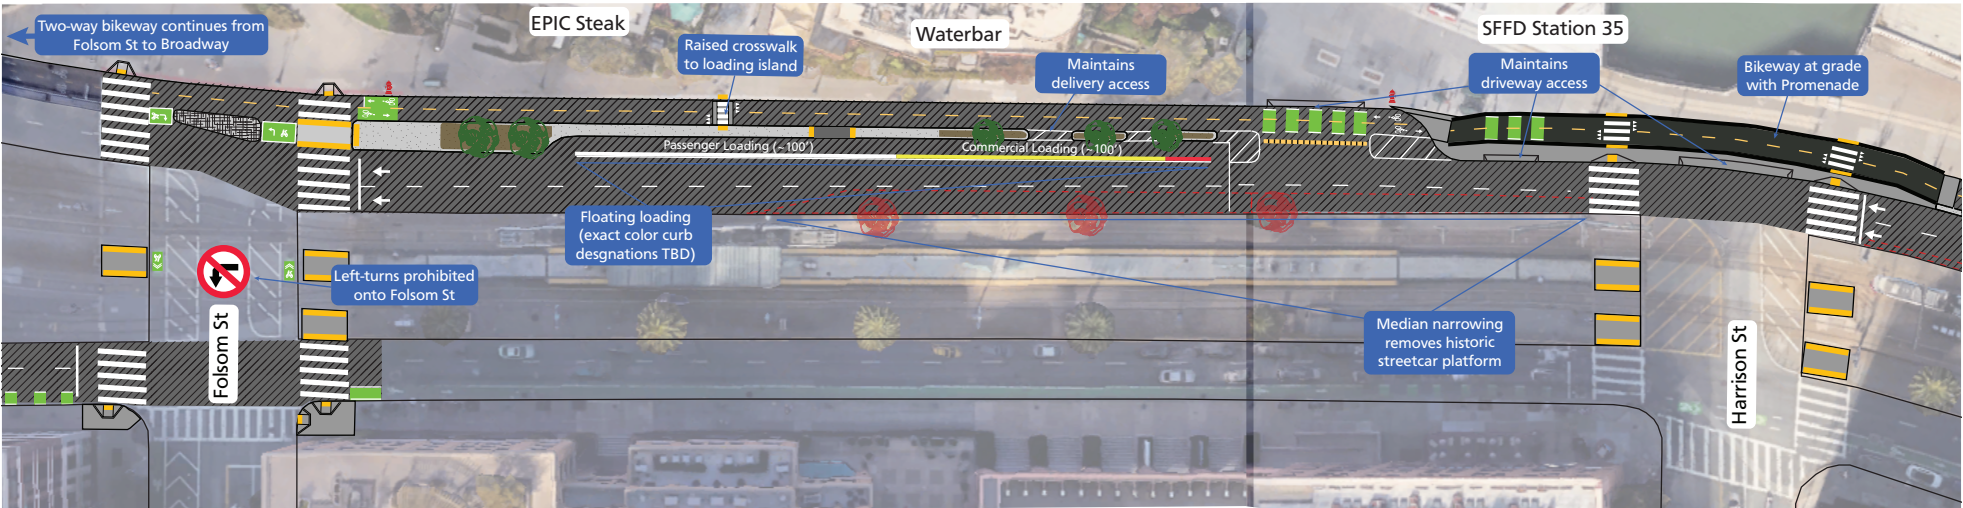 Two-way bikeway continues from
Folsom St to Broadway
EPIC Steak
Raised crosswalk
to loading island
Waterbar
Maintains
delivery access
SFFD Station 35
Maintains
driveway access
Bikeway at grade
with Promenade
Passenger Loading (~100')
Commercial Loading (~100')
Floating loading
(exact color curb
desgnations TBD)
Left-turns prohibited
onto Folsom St
Folsom St
Median narrowing
removes historic
streetcar platform
Harrison St